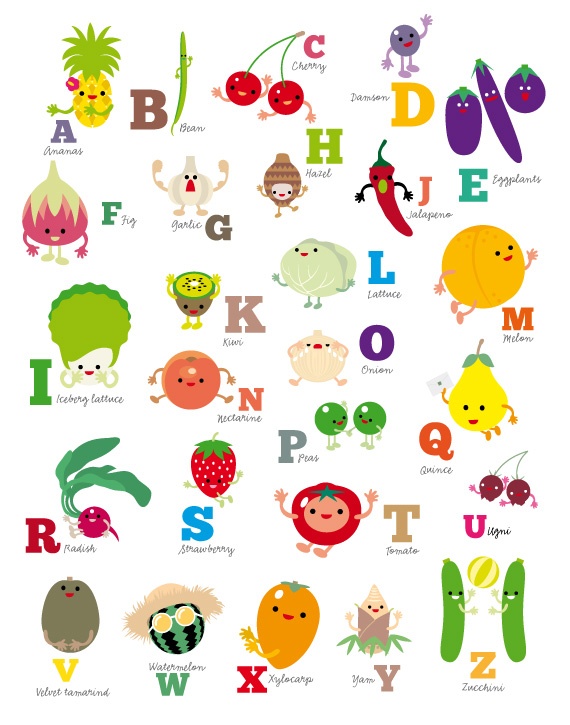 A
Ananas
B
Bean
C
Cherry
Damson
D
E
Eggplants
F
Fig
Garlic
G
H
Hazel
I
Iceberg lattuce
J
Jalapeno
K
Kiwi
L
Lattuce
M
Melon
N
Nectarine
O
Onion
P
Peas
Q
Quince
R
Radish
S
Strawberry
T
Tomato
U
Ugni
V
Velvet tamarind
Watermelon
W
X
Xylocarp
Yam
Y
Z
Zucchini